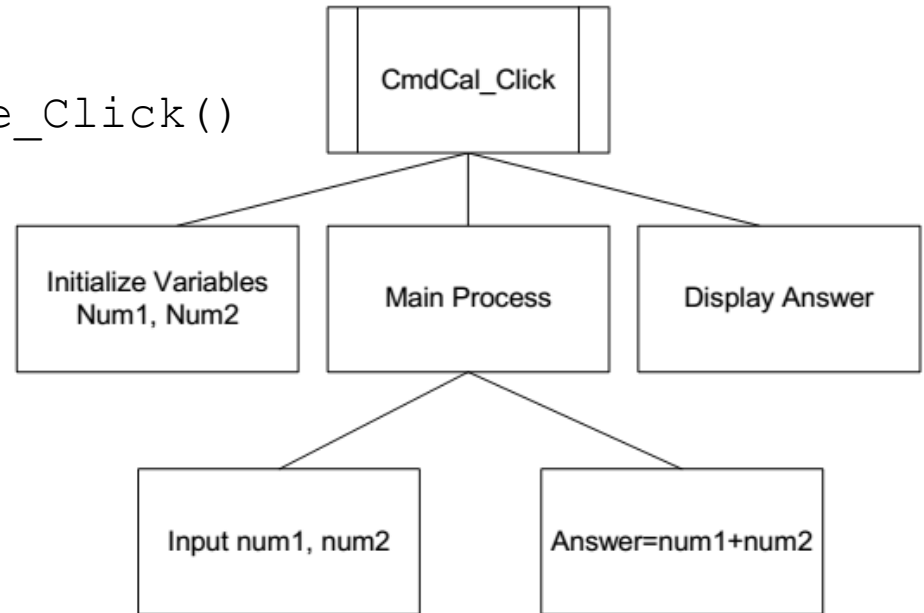 CmdCal_Click
e_Click()
Initialize Variables
Num1, Num2
Main Process
Display Answer
Input num1, num2
Answer=num1+num2